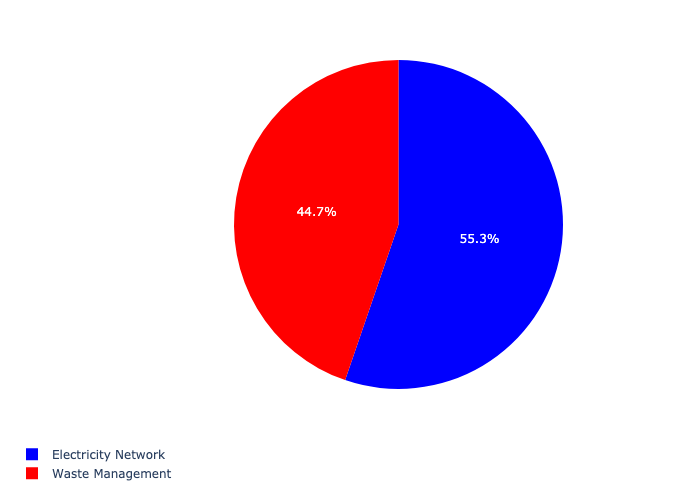 44.7%
55.3%
Electricity Network
Waste Management